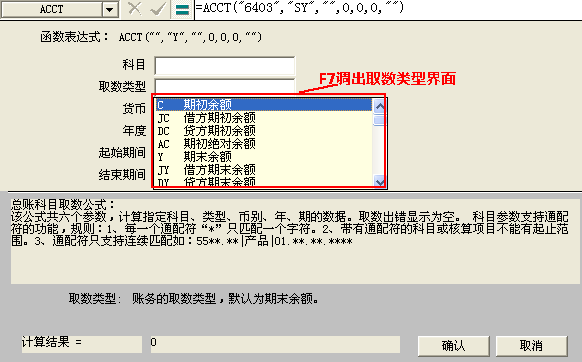 ACCT
=ACCT("6403","SY","",0,0,0,"")
函数表达式: ACCT("","Y","",0,0,0,"")
科目
取数类型
F7调出取数类型界面
货币
年度
起始期间
结束期间
C 期初余额
JC 借方期初余额
DC 贷方期初余额
AC 期初绝对余额
Y 期末余额
JY 借方期末余额
DY 贷方期末余额
总账科目取数公式:
该公式共六个参数,计算指定科目、类型、币别、年、期的数据。取数出错显示为空。 科目参数支持通配
符的功能,规则:1、每一个通配符“*”只匹配一个字符。2、带有通配符的科目或核算项目不能有起止范
围。3、通配符只支持连续匹配如:55**.**|产品|01.**.**.****
取数类型: 账务的取数类型,默认为期末余额。
计算结果 =
0
确认
取消